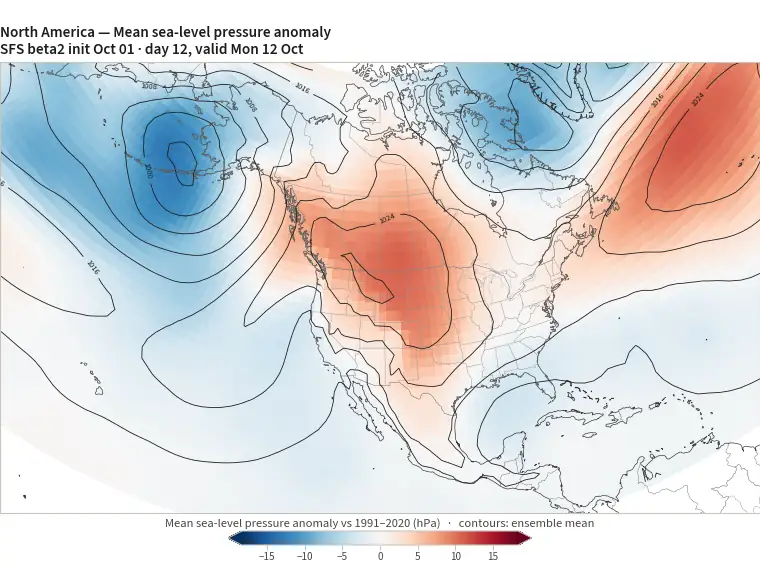 North America — Mean sea-level pressure anomaly
SFS beta2 init Oct 01 · day 12, valid Mon 12 Oct
1008
1016
1008
1016
1024
1000
1024
1016
Mean sea-level pressure anomaly vs 1991–2020 (hPa) · contours: ensemble mean
−15 −10 −5 0 5 10 15